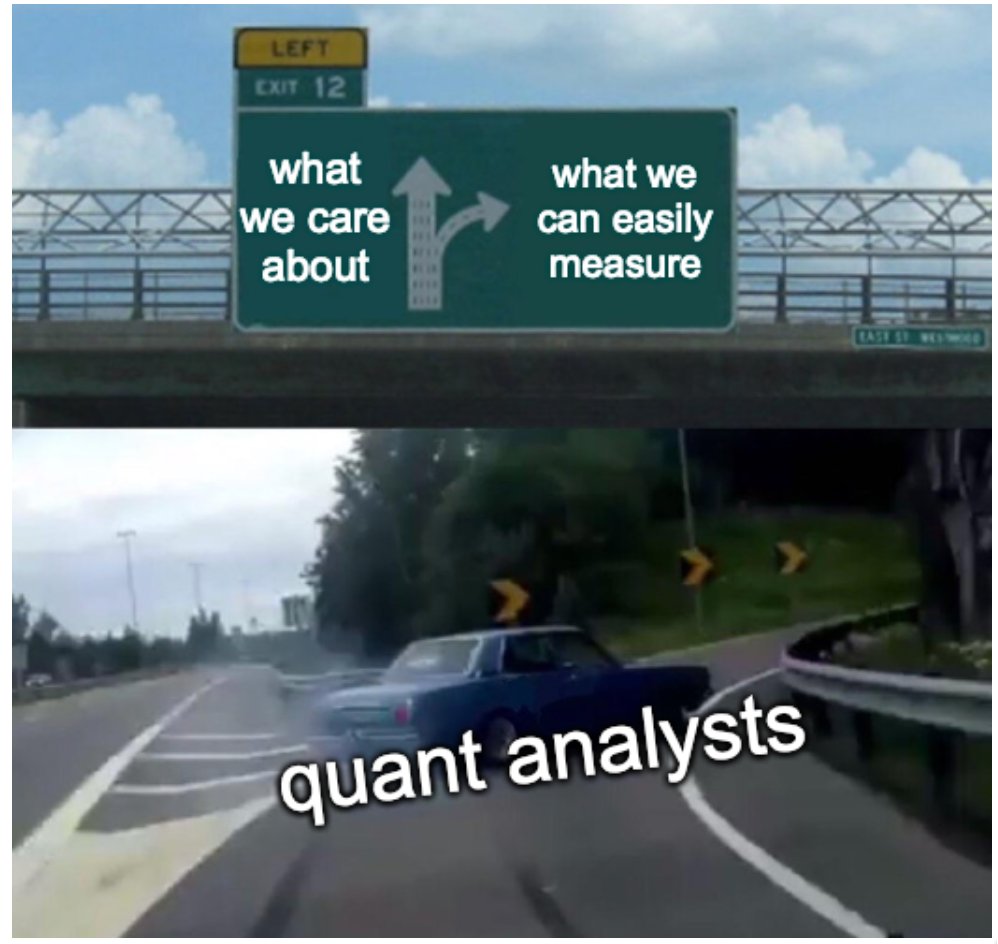 LEFT
EXIT 12
what
we care
about
what we
can easily
measure
quant analysts